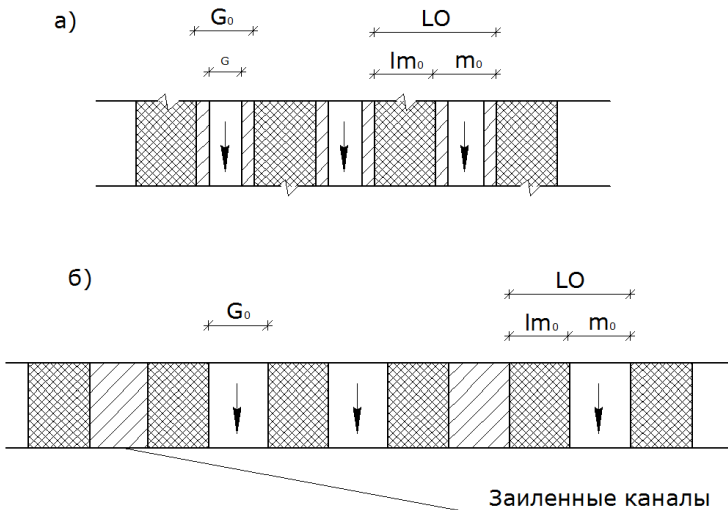 а)
G₀
LO
G
lm₀
m₀
б)
LO
G₀
lm₀
m₀
Заиленные каналы